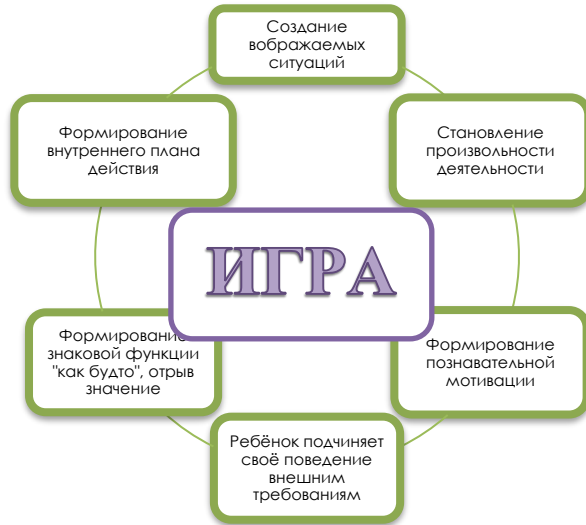 Создание
вображаемых
ситуаций
Становление
произвольности
деятельности
Формирование
познавательной
мотивации
Ребёнок подчиняет
своё поведение
внешним
требованиям
Формирование
знаковой функции
"как будто", отрыв
значение
Формирование
внутреннего плана
действия
ИГРА